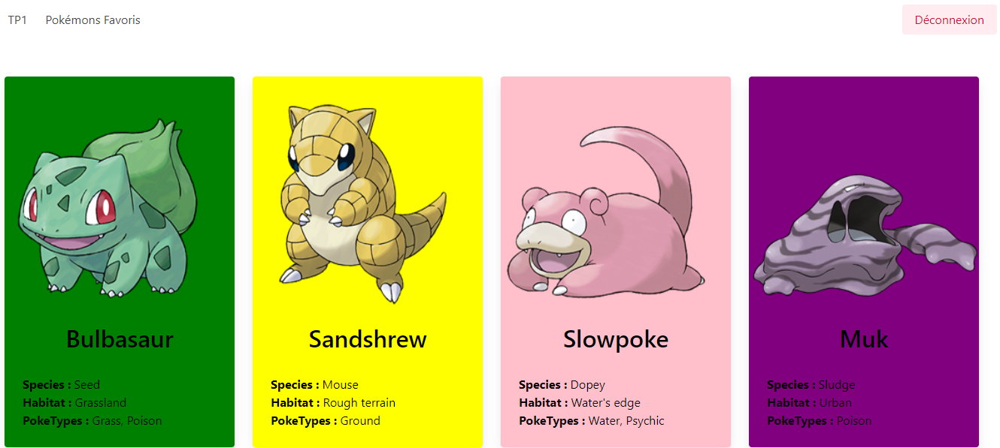 TP1 Pokémons Favoris Déconnexion
Bulbasaur
Species : Seed
Habitat : Grassland
PokeTypes : Grass, Poison
Sandshrew
Species : Mouse
Habitat : Rough terrain
PokeTypes : Ground
Slowpoke
Species : Dopey
Habitat : Water's edge
PokeTypes : Water, Psychic
Muk
Species : Sludge
Habitat : Urban
PokeTypes : Poison